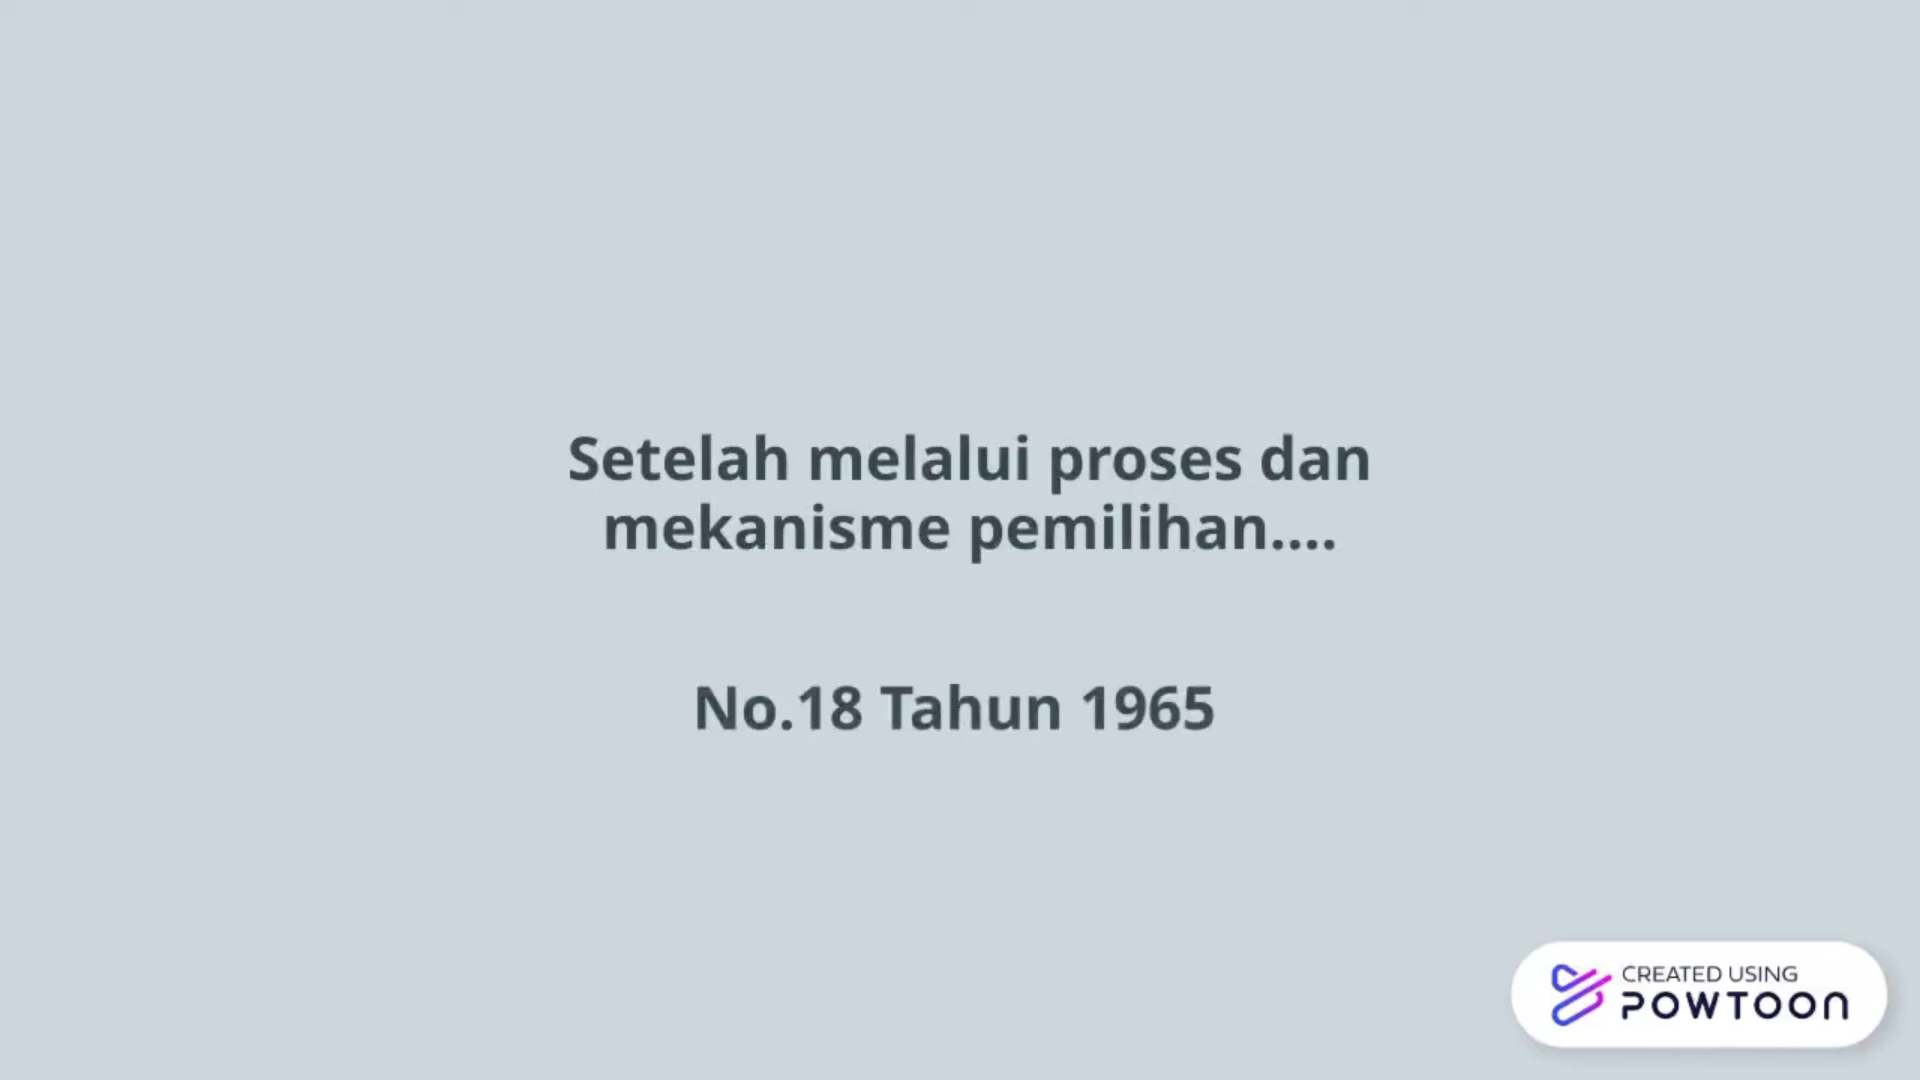 Setelah melalui proses dan
mekanisme pemilihan....
No.18 Tahun 1965
CREATED USING
POWTOON